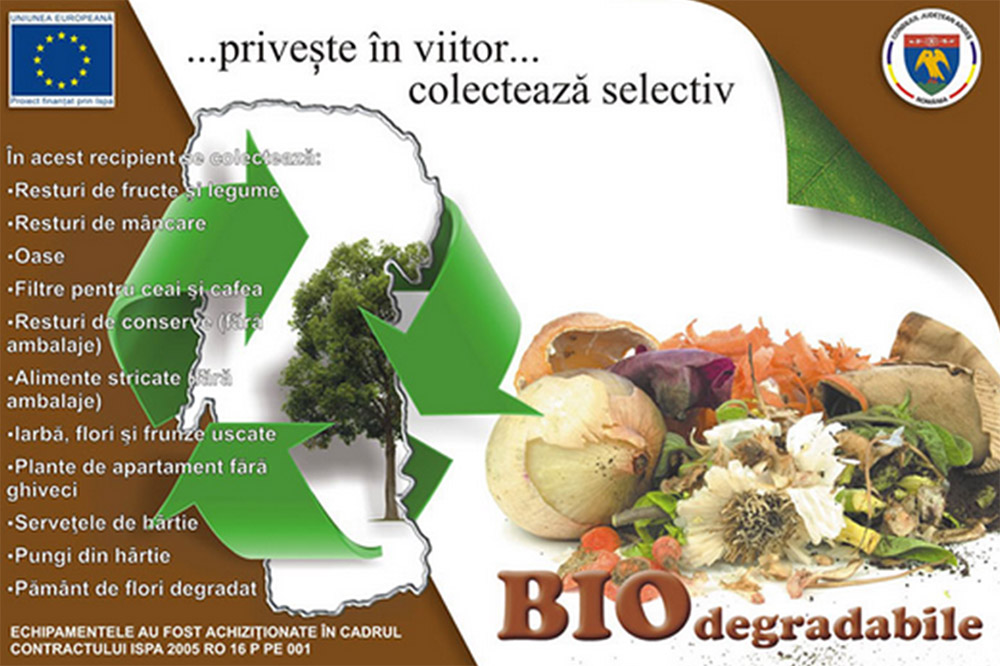 UNIUNEA EUROPEANĂ
Proiect finanțat prin Ispa
...privește în viitor...
colectează selectiv
CONSILIUL JUDEȚEAN ARGEȘ
ROMÂNIA
În acest recipient se colectează:
•Resturi de fructe și legume
•Resturi de mâncare
•Oase
•Filtre pentru ceai și cafea
•Resturi de conserve (fără
ambalaje)
•Alimente stricate (fără
ambalaje)
•Iarbă, flori și frunze uscate
•Plante de apartament fără
ghiveci
•Servețele de hârtie
•Pungi din hârtie
•Pământ de flori degradat
BIOdegradabile
ECHIPAMENTELE AU FOST ACHIZIȚIONATE ÎN CADRUL
CONTRACTULUI ISPA 2005 RO 16 P PE 001